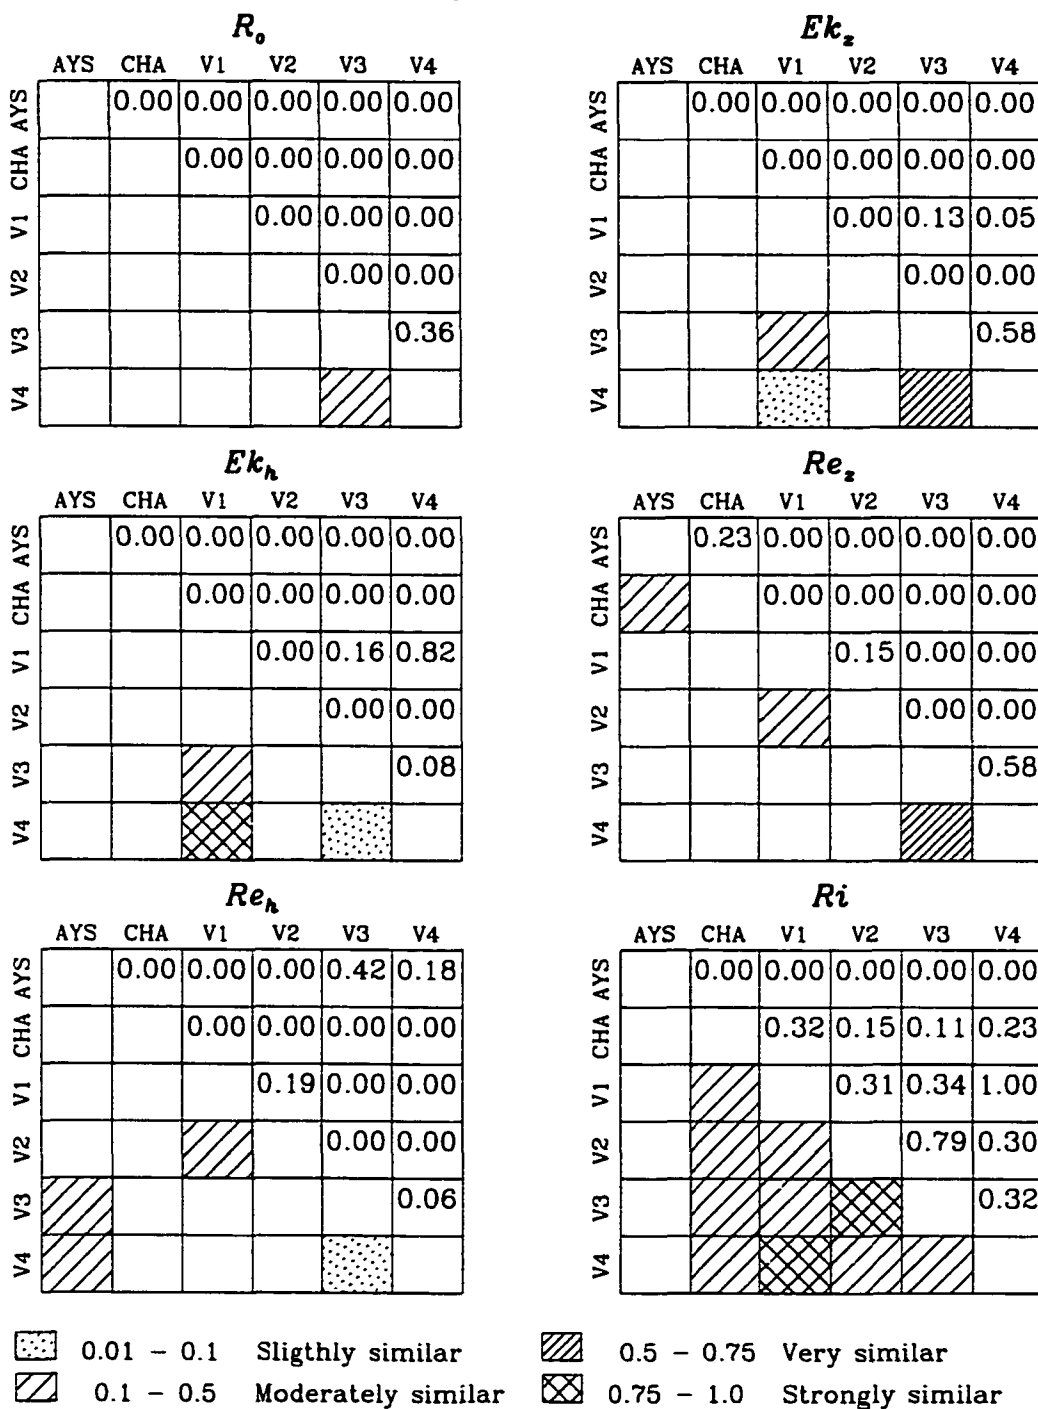 R_o
AYS CHA V1 V2 V3 V4
AYS 0.00 0.00 0.00 0.00 0.00
CHA 0.00 0.00 0.00 0.00
V1 0.00 0.00 0.00
V2 0.00 0.00
V3 0.36
V4
Ek_z
AYS CHA V1 V2 V3 V4
AYS 0.00 0.00 0.00 0.00 0.00
CHA 0.00 0.00 0.00 0.00
V1 0.00 0.13 0.05
V2 0.00 0.00
V3 0.58
V4
Ek_h
AYS CHA V1 V2 V3 V4
AYS 0.00 0.00 0.00 0.00 0.00
CHA 0.00 0.00 0.00 0.00
V1 0.00 0.16 0.82
V2 0.00 0.00
V3 0.08
V4
Re_z
AYS CHA V1 V2 V3 V4
AYS 0.23 0.00 0.00 0.00 0.00
CHA 0.00 0.00 0.00 0.00
V1 0.15 0.00 0.00
V2 0.00 0.00
V3 0.58
V4
Re_h
AYS CHA V1 V2 V3 V4
AYS 0.00 0.00 0.00 0.42 0.18
CHA 0.00 0.00 0.00 0.00
V1 0.19 0.00 0.00
V2 0.00 0.00
V3 0.06
V4
Ri
AYS CHA V1 V2 V3 V4
AYS 0.00 0.00 0.00 0.00 0.00
CHA 0.32 0.15 0.11 0.23
V1 0.31 0.34 1.00
V2 0.79 0.30
V3 0.32
V4
0.01 - 0.1 Sligthly similar
0.1 - 0.5 Moderately similar
0.5 - 0.75 Very similar
0.75 - 1.0 Strongly similar